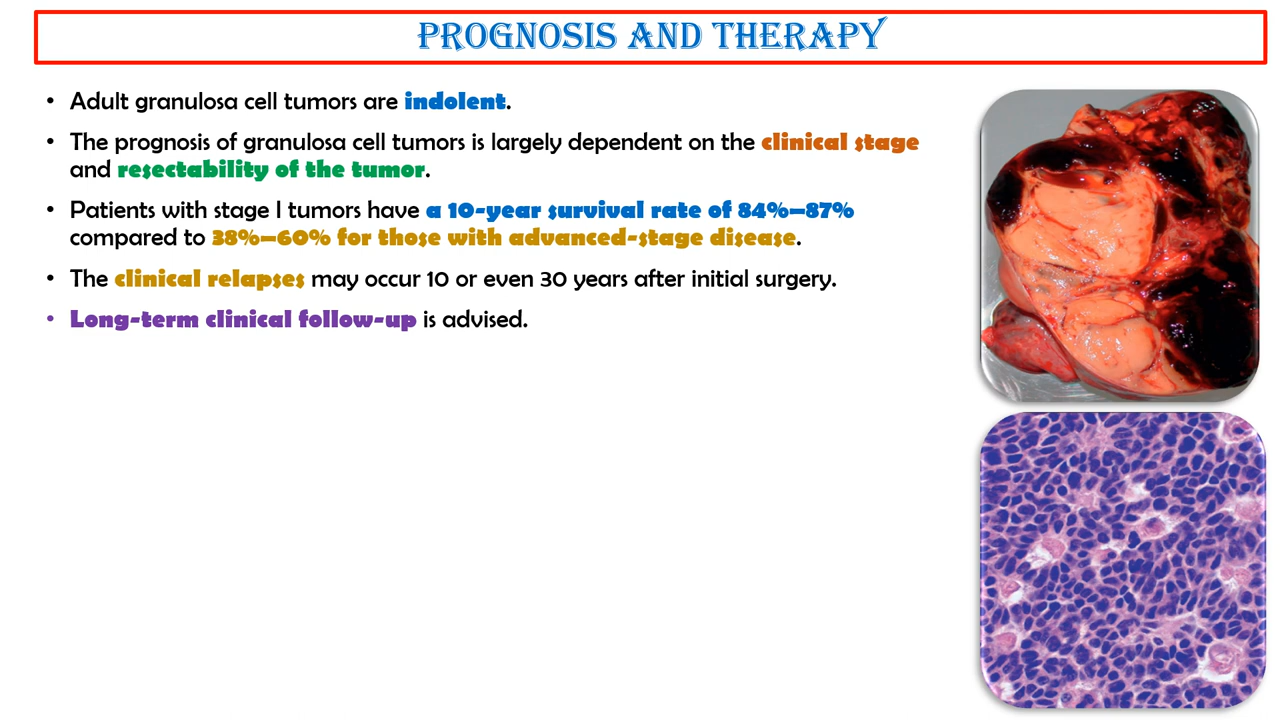 PROGNOSIS AND THERAPY
• Adult granulosa cell tumors are indolent.
• The prognosis of granulosa cell tumors is largely dependent on the clinical stage
and resectability of the tumor.
• Patients with stage I tumors have a 10-year survival rate of 84%–87%
compared to 38%–60% for those with advanced-stage disease.
• The clinical relapses may occur 10 or even 30 years after initial surgery.
• Long-term clinical follow-up is advised.